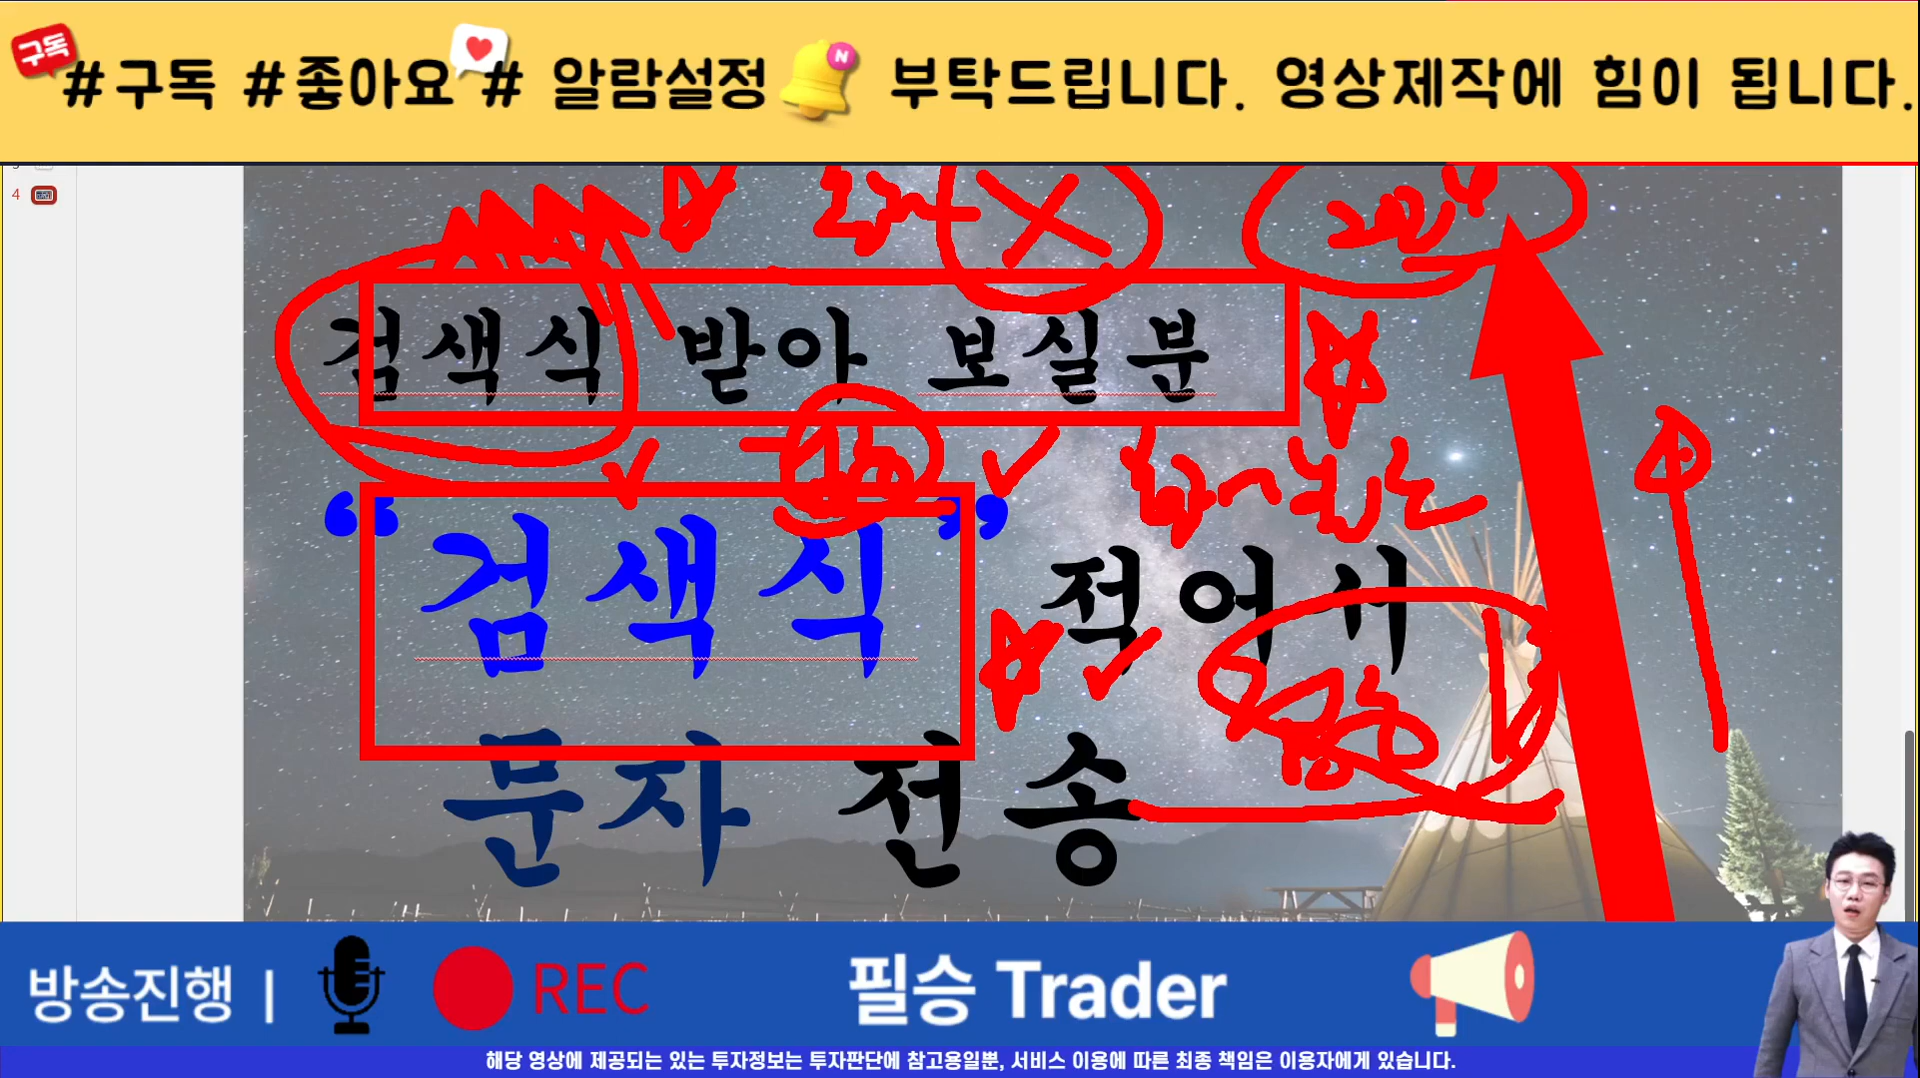 구독
N
#구독 #좋아요 # 알람설정 부탁드립니다. 영상제작에 힘이 됩니다.
4
검색식 받아 보실분
“검색식” 적어서
문자 전송
방송진행 | REC 필승 Trader
해당 영상에 제공되는 있는 투자정보는 투자판단에 참고용일뿐, 서비스 이용에 따른 최종 책임은 이용자에게 있습니다.